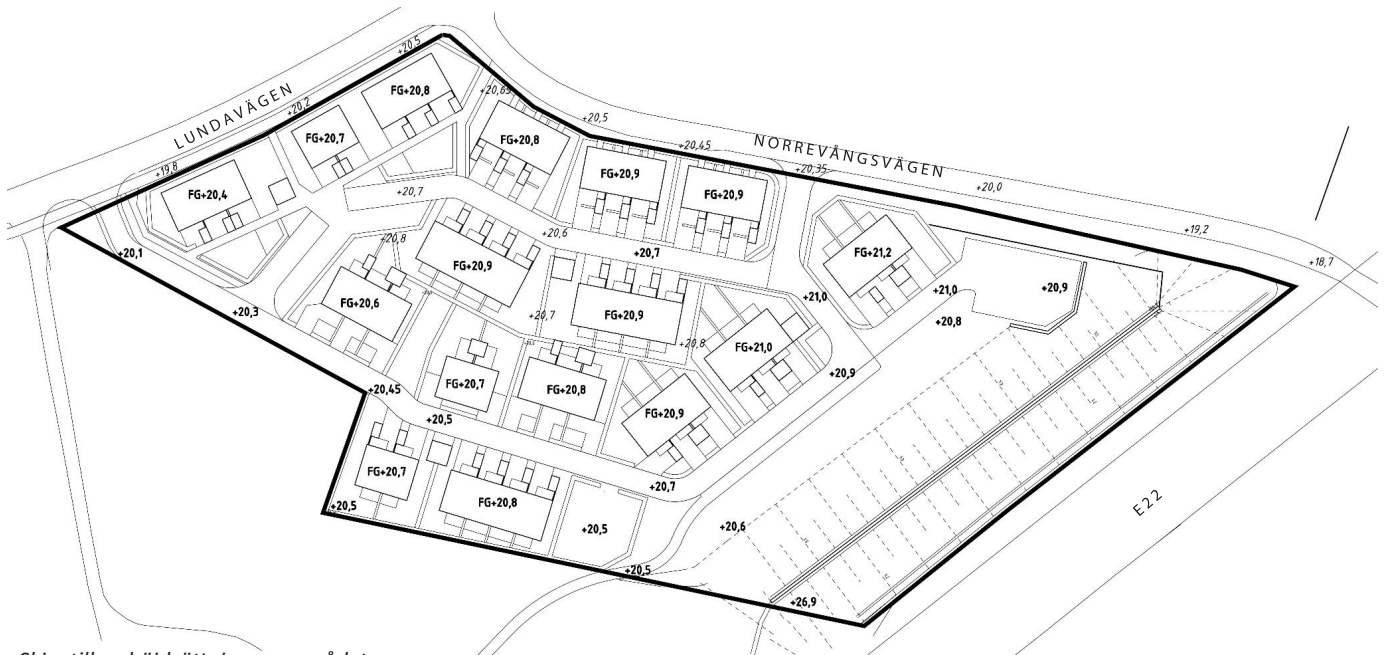 +20,5
LUNDAVÄGEN
+20,2
FG+20,8
+20,65
FG+20,7
FG+20,8
+20,5
+20,45
NORREVÅNGSVÄGEN
+20,35
+20,0
+19,8
FG+20,4
+20,7
FG+20,9
FG+20,9
+19,2
+18,7
+20,1
+20,8
+20,6
+20,7
FG+21,2
FG+20,9
+21,0
+21,0
+20,9
+20,3
FG+20,6
+20,7
FG+20,9
+20,8
+20,8
FG+21,0
+20,9
+20,45
FG+20,7
FG+20,8
+20,5
FG+20,9
FG+20,7
+20,7
FG+20,8
+20,5
+20,5
+20,6
E22
+20,5
+26,9